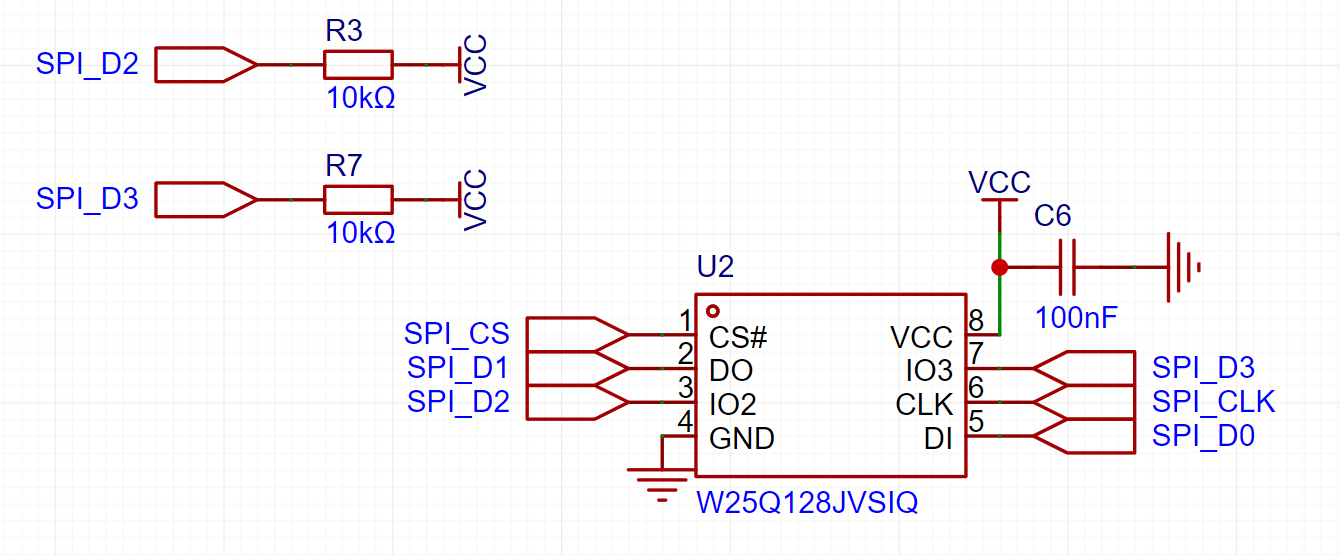 R3
SPI_D2
VCC
10kΩ
R7
SPI_D3
VCC
10kΩ
VCC
C6
100nF
U2
SPI_CS 1 CS# VCC 8
SPI_D1 2 DO IO3 7 SPI_D3
SPI_D2 3 IO2 CLK 6 SPI_CLK
4 GND DI 5 SPI_D0
W25Q128JVSIQ